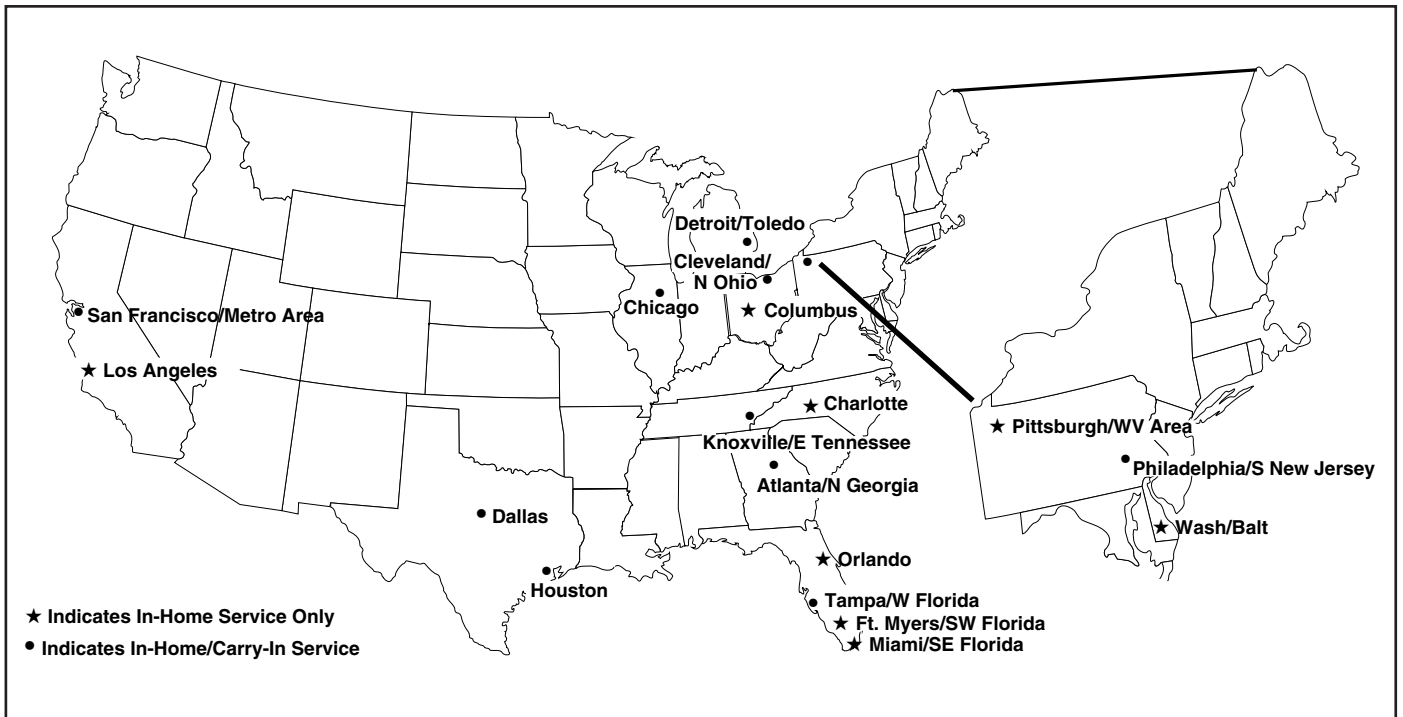 Detroit/Toledo
Cleveland/
N Ohio
Chicago
Columbus
San Francisco/Metro Area
Los Angeles
Charlotte
Knoxville/E Tennessee
Atlanta/N Georgia
Dallas
Houston
Orlando
Tampa/W Florida
Ft. Myers/SW Florida
Miami/SE Florida
Pittsburgh/WV Area
Philadelphia/S New Jersey
Wash/Balt
★ Indicates In-Home Service Only
● Indicates In-Home/Carry-In Service